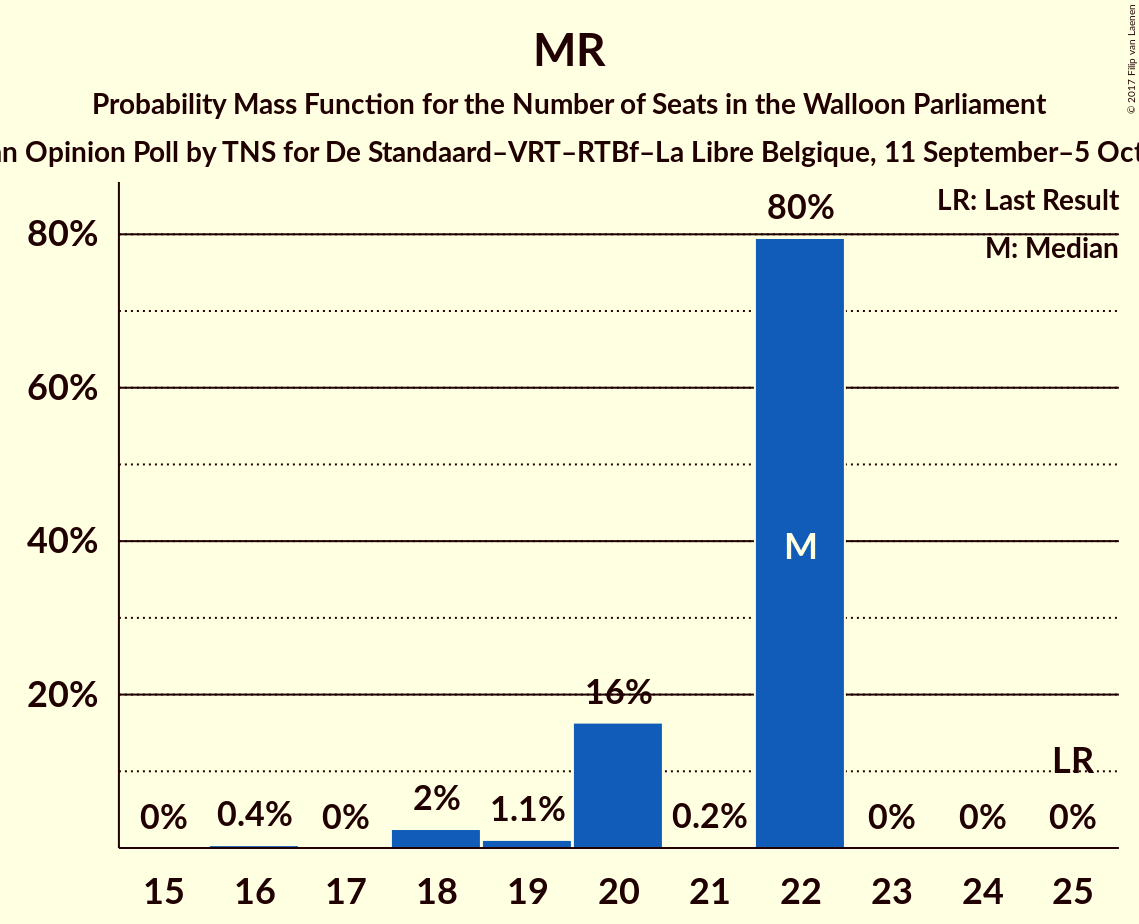 © 2017 Filip van Laenen
MR
Probability Mass Function for the Number of Seats in the Walloon Parliament
n Opinion Poll by TNS for De Standaard–VRT–RTBf–La Libre Belgique, 11 September–5 Oct
LR: Last Result
M: Median
80%
60%
40%
20%
0%
0.4%
0%
2%
1.1%
16%
0.2%
80%
M
0%
0%
LR
0%
15 16 17 18 19 20 21 22 23 24 25